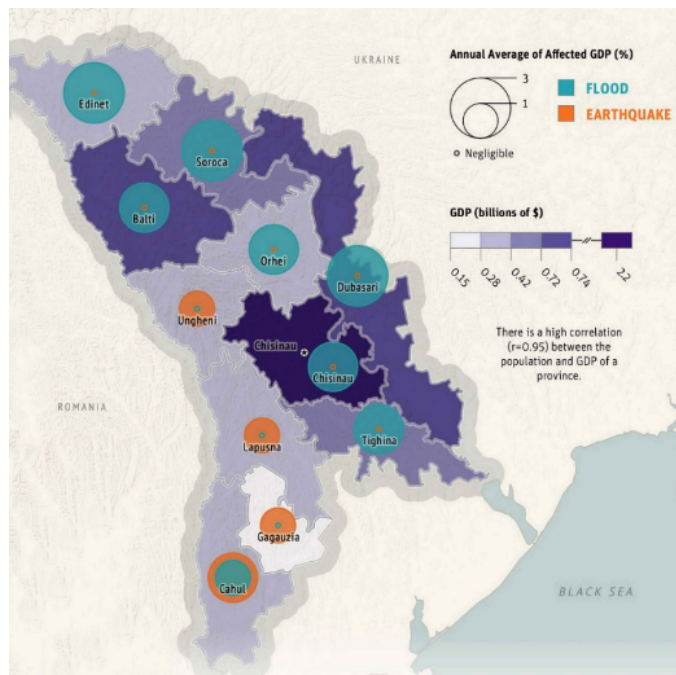 UKRAINE
Annual Average of Affected GDP (%)
3
1
FLOOD
EARTHQUAKE
Negligible
GDP (billions of $)
0.15
0.28
0.42
0.72
0.74
2.2
There is a high correlation
(r=0.95) between the
population and GDP of a
province.
Edinet
Soroca
Balti
Orhei
Dubasari
Ungheni
Chisinau
Chisinau
ROMANIA
Tighina
Lapusna
Gagauzia
Cahul
BLACK SEA